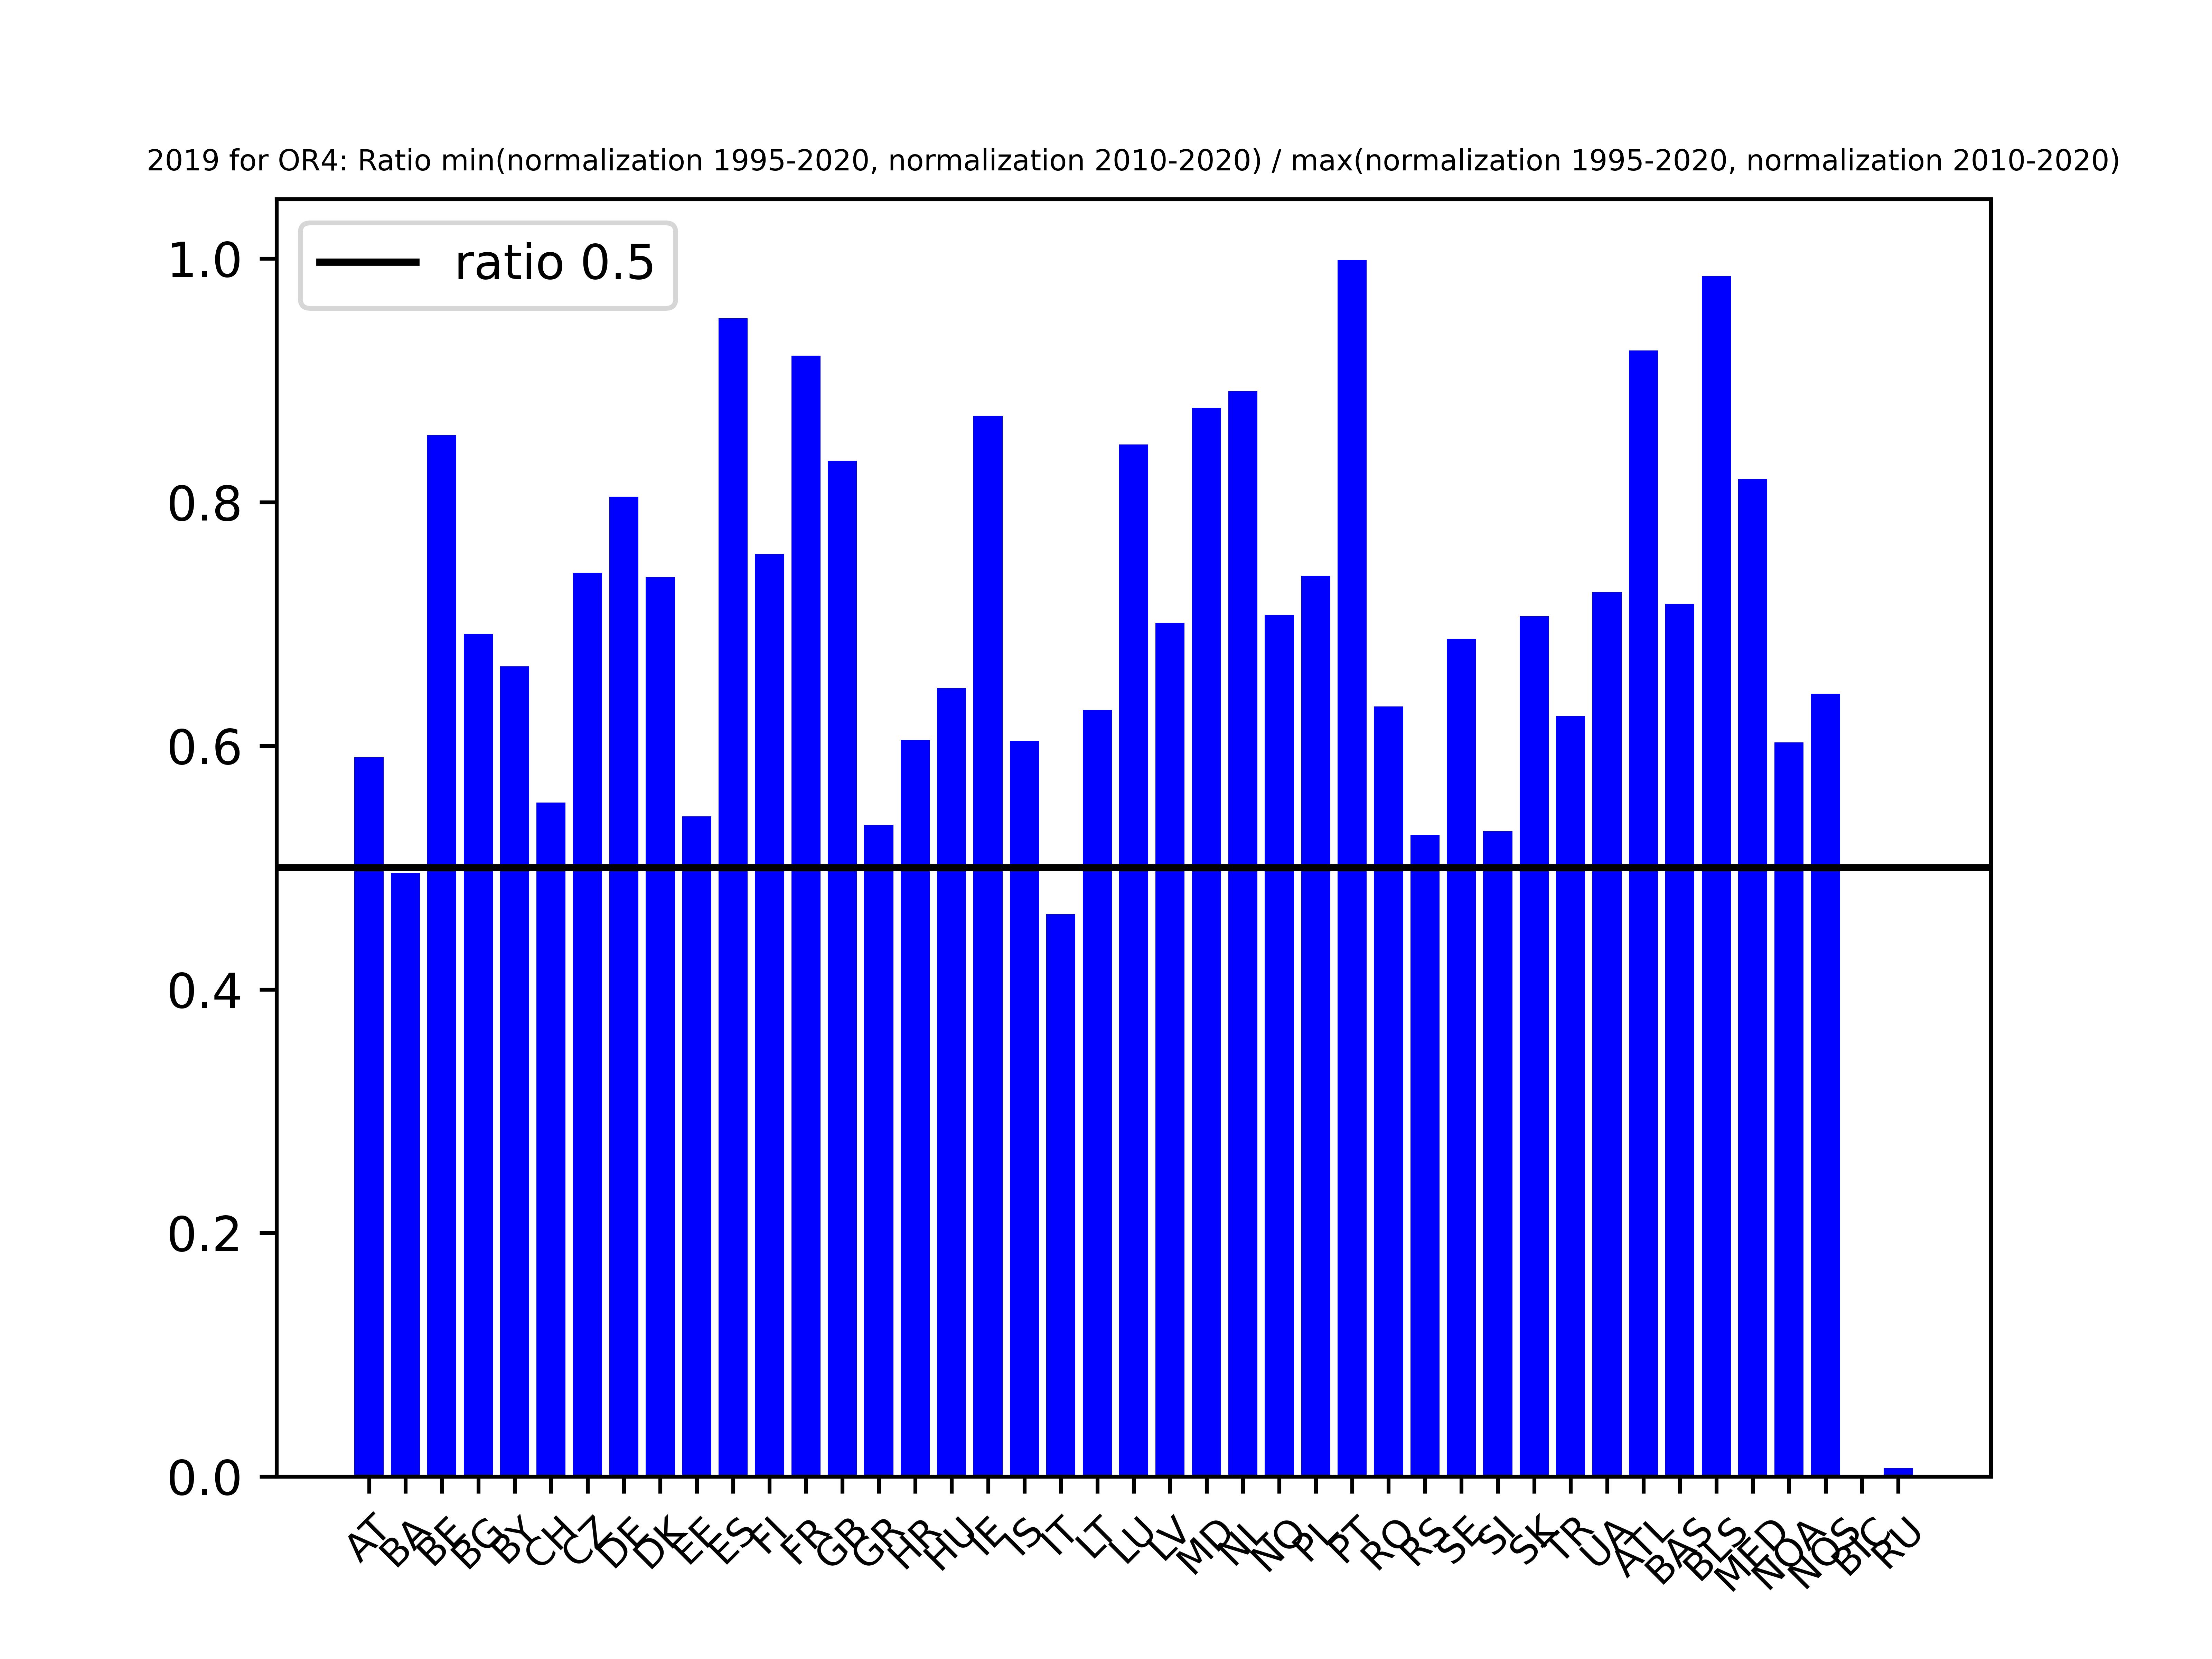 2019 for OR4: Ratio min(normalization 1995-2020, normalization 2010-2020) / max(normalization 1995-2020, normalization 2010-2020)
ratio 0.5
1.0
0.8
0.6
0.4
0.2
0.0
AT BA BE BG BY CH CZ DE DK EE ES FI FR GB GR HR HU IE IS IT LT LU LV MD NL NO PL PT RO RS SE SI SK TR UA ATL BAS BLS MED NOA NOS BIC RU